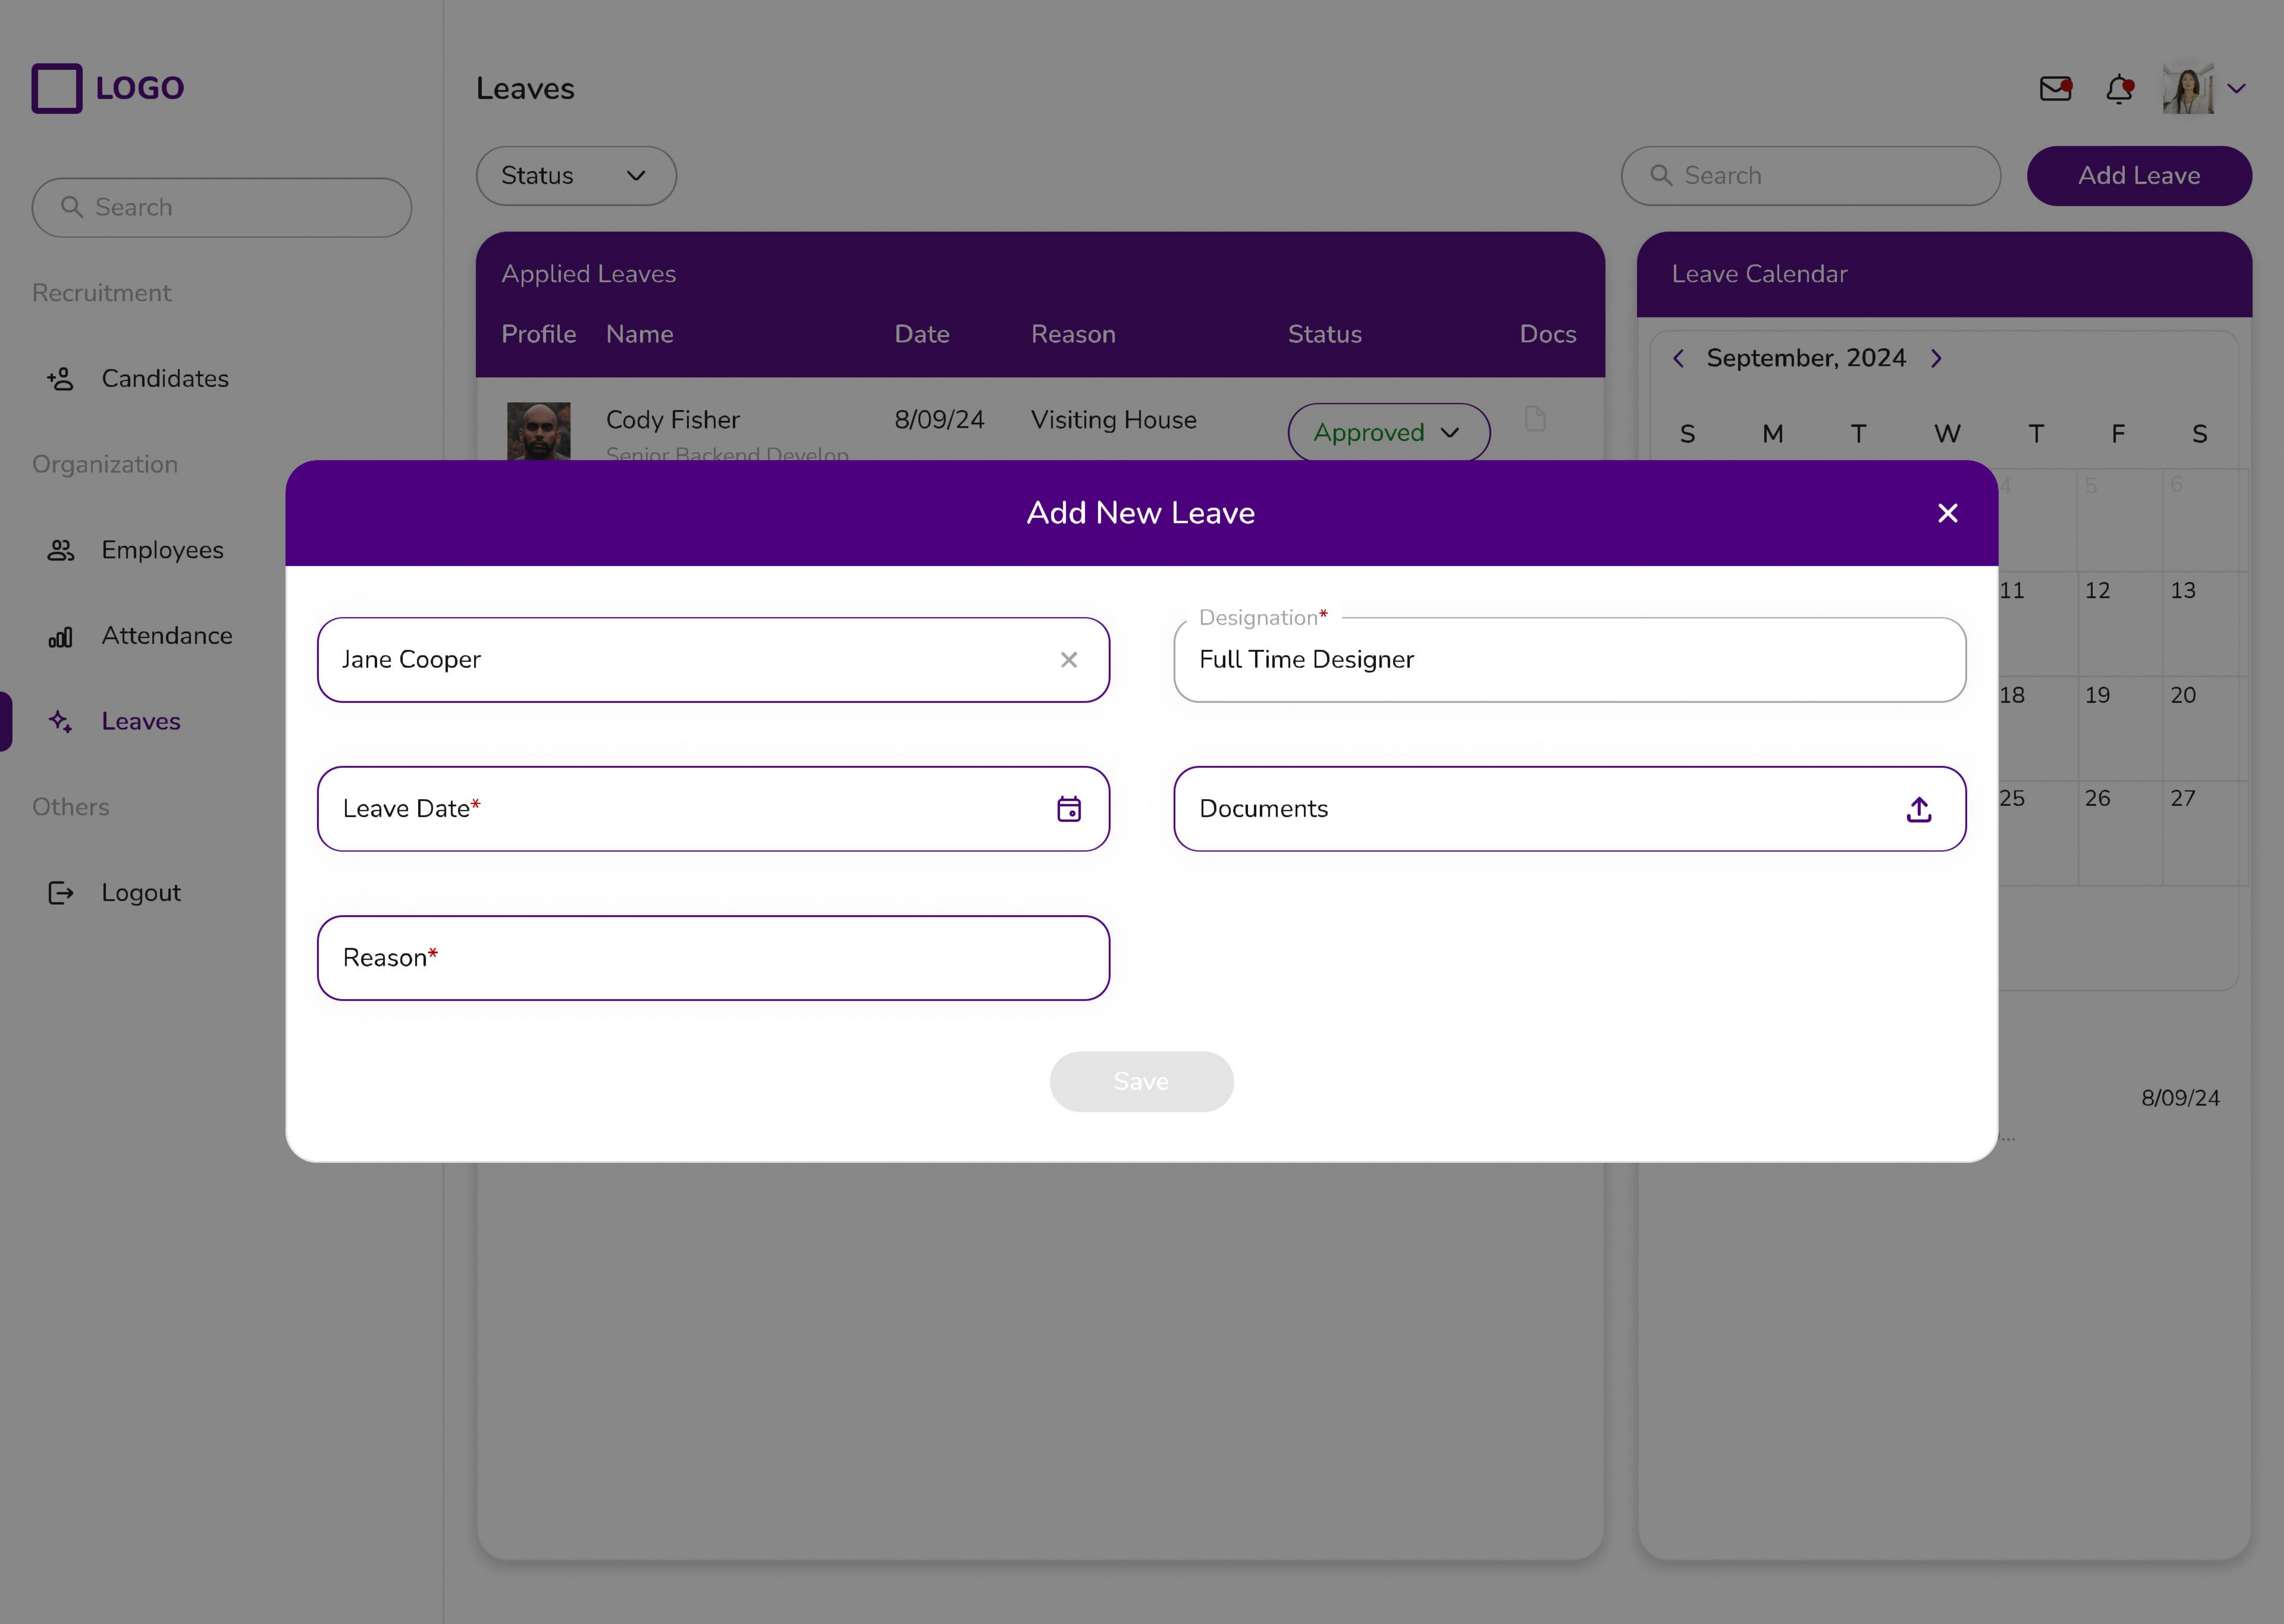 LOGO
Leaves
Search
Status
Search
Add Leave
Recruitment
Candidates
Organization
Employees
Attendance
Leaves
Others
Logout
Applied Leaves
Profile Name Date Reason Status Docs
Cody Fisher 8/09/24 Visiting House Approved
Senior Backend Develop
Leave Calendar
September, 2024
S M T W T F S
4 5 6
11 12 13
18 19 20
25 26 27
8/09/24
...
Add New Leave
Jane Cooper
Designation*
Full Time Designer
Leave Date*
Documents
Reason*
Save